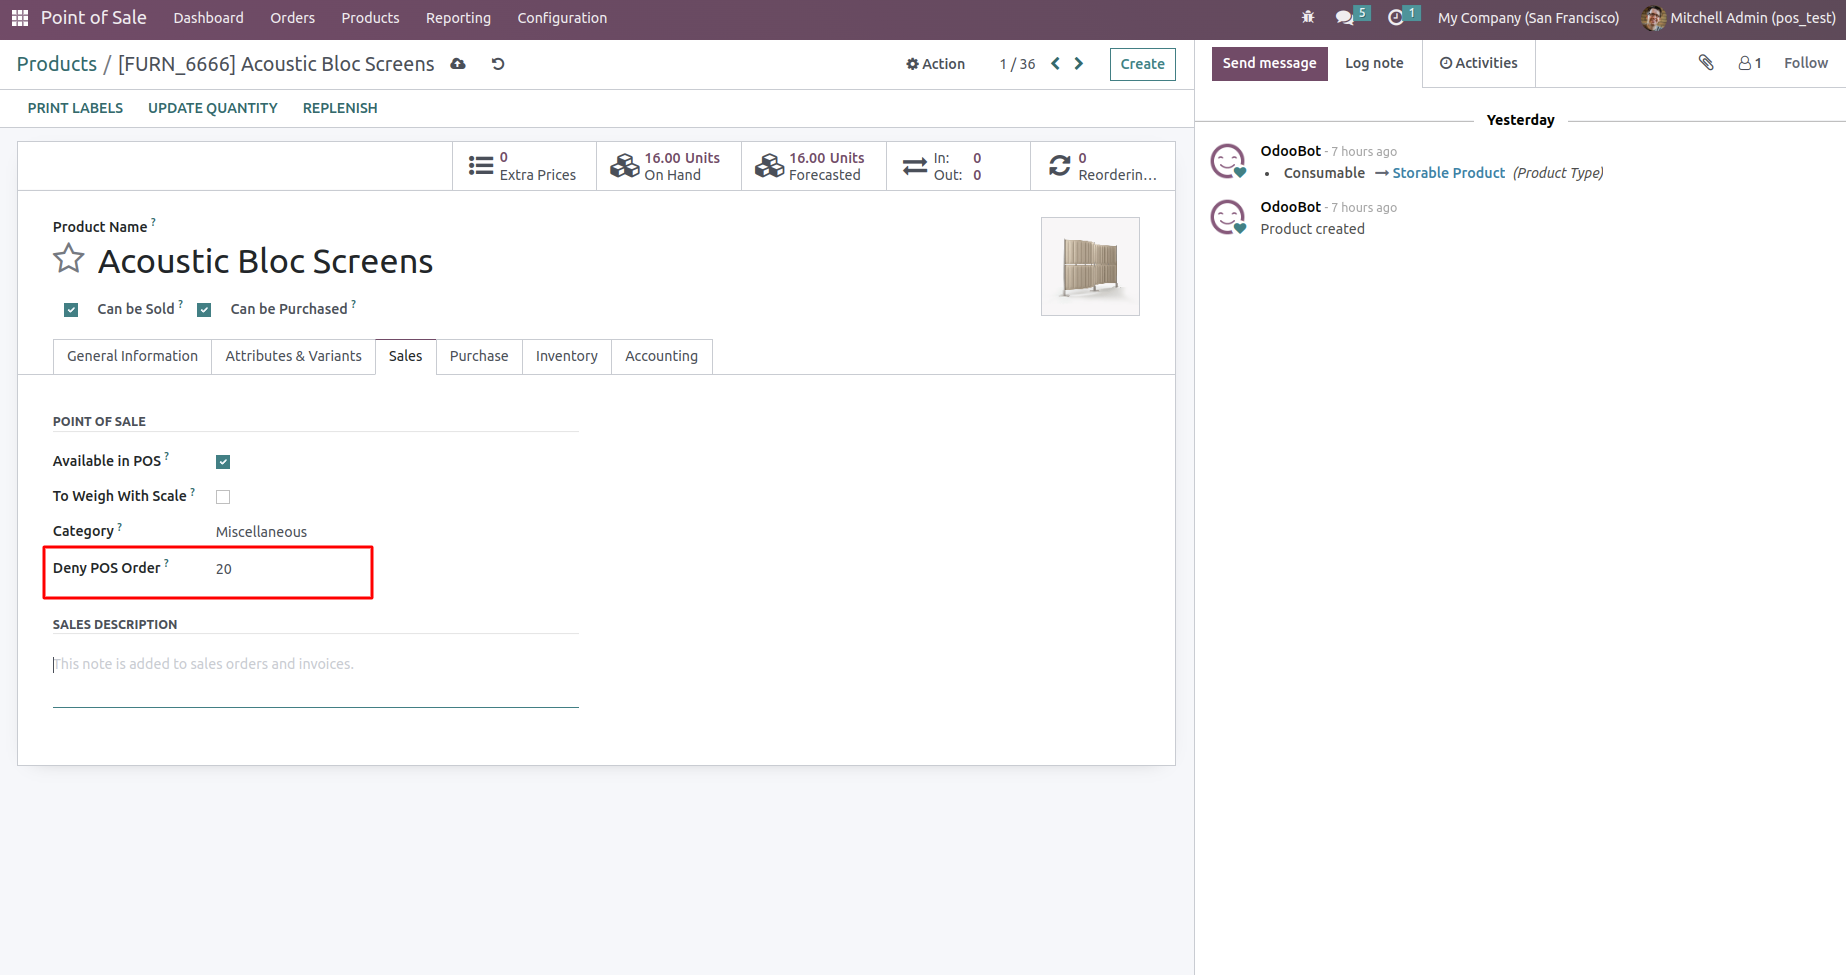 Point of Sale Dashboard Orders Products Reporting Configuration 5 1 My Company (San Francisco) Mitchell Admin (pos_test)
Products / [FURN_6666] Acoustic Bloc Screens Action 1 / 36 Create
PRINT LABELS UPDATE QUANTITY REPLENISH
0 Extra Prices
16.00 Units On Hand
16.00 Units Forecasted
In: 0
Out: 0
0 Reorderin...
Product Name ?
Acoustic Bloc Screens
Can be Sold ? Can be Purchased ?
General Information Attributes & Variants Sales Purchase Inventory Accounting
POINT OF SALE
Available in POS ?
To Weigh With Scale ?
Category ? Miscellaneous
Deny POS Order ? 20
SALES DESCRIPTION
This note is added to sales orders and invoices.
Send message Log note Activities 1 Follow
Yesterday
OdooBot - 7 hours ago
• Consumable → Storable Product (Product Type)
OdooBot - 7 hours ago
Product created